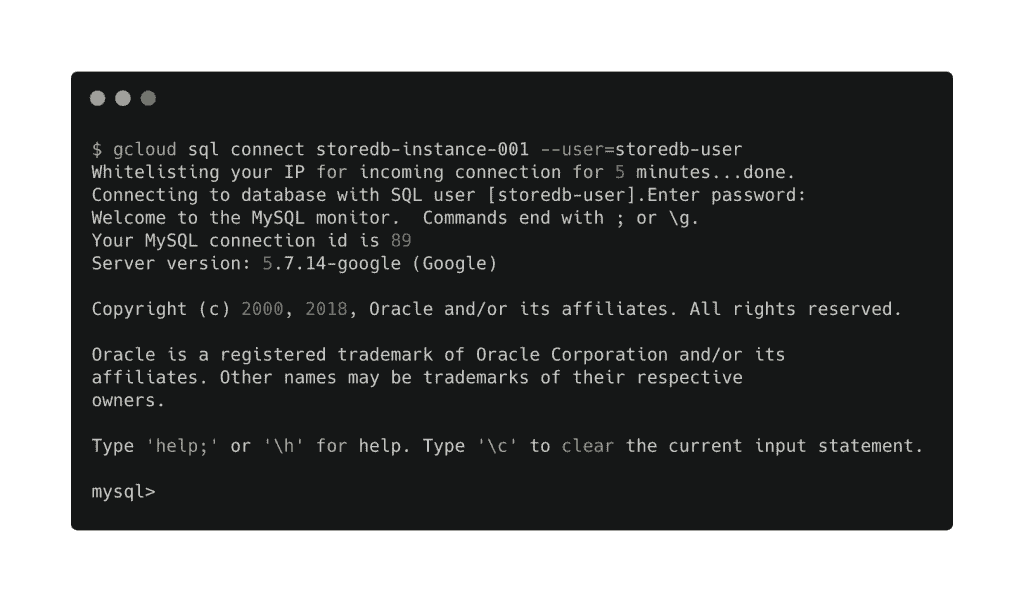 $ gcloud sql connect storedb-instance-001 --user=storedb-user
Whitelisting your IP for incoming connection for 5 minutes...done.
Connecting to database with SQL user [storedb-user].Enter password:
Welcome to the MySQL monitor.  Commands end with ; or \g.
Your MySQL connection id is 89
Server version: 5.7.14-google (Google)

Copyright (c) 2000, 2018, Oracle and/or its affiliates. All rights reserved.

Oracle is a registered trademark of Oracle Corporation and/or its
affiliates. Other names may be trademarks of their respective
owners.

Type 'help;' or '\h' for help. Type '\c' to clear the current input statement.

mysql>